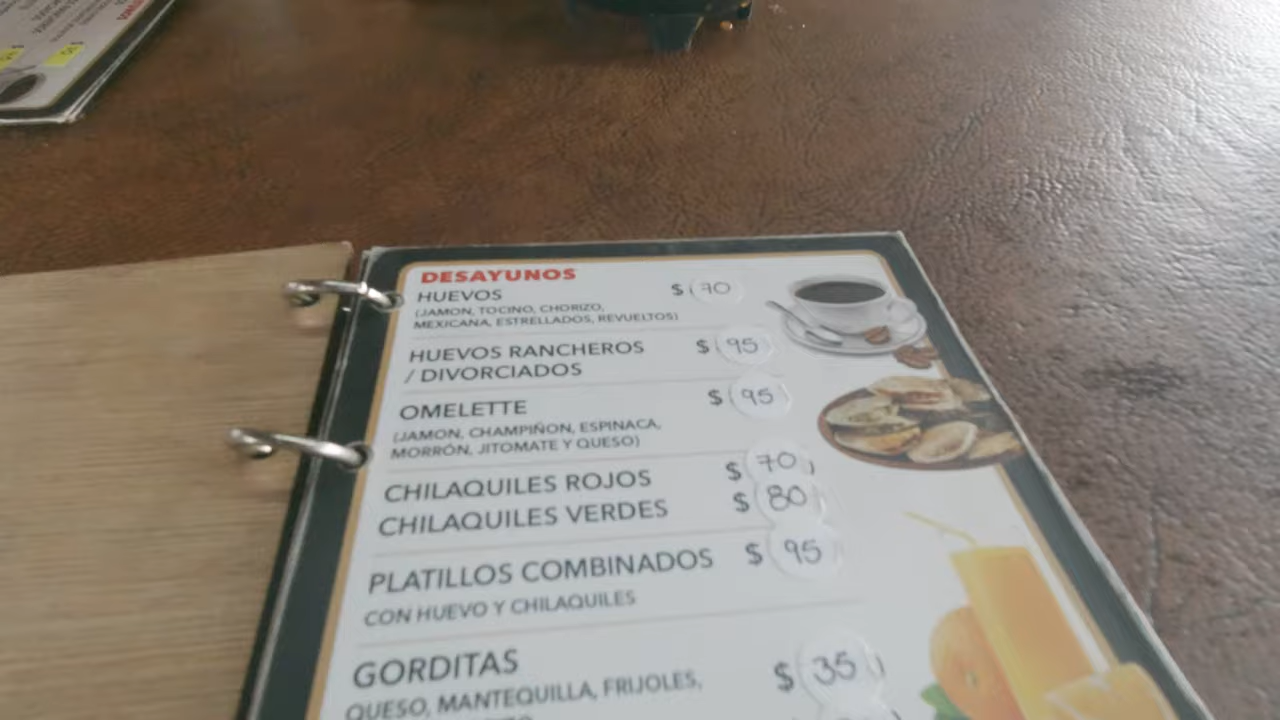 DESAYUNOS
HUEVOS $ 70
(JAMON, TOCINO, CHORIZO,
MEXICANA, ESTRELLADOS, REVUELTOS)
HUEVOS RANCHEROS $ 95
/ DIVORCIADOS
OMELETTE $ 95
(JAMON, CHAMPIÑON, ESPINACA,
MORRÓN, JITOMATE Y QUESO)
CHILAQUILES ROJOS $ 70
CHILAQUILES VERDES $ 80
PLATILLOS COMBINADOS $ 95
CON HUEVO Y CHILAQUILES
GORDITAS $ 35
QUESO, MANTEQUILLA, FRIJOLES,